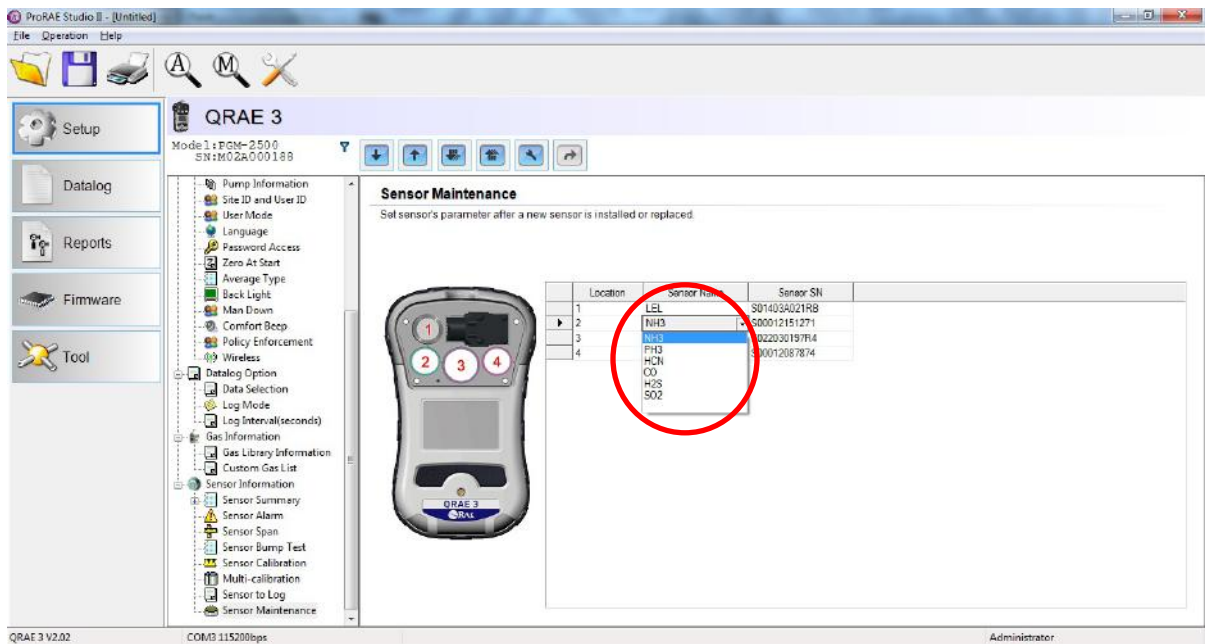 ProRAE Studio II - [Untitled]
File Operation Help
A M
QRAE 3
Model:PGM-2500
SN:M02A000188
Setup
Datalog
Reports
Firmware
Tool
Pump Information
Site ID and User ID
User Mode
Language
Password Access
Zero At Start
Average Type
Back Light
Man Down
Comfort Beep
Policy Enforcement
Wireless
Datalog Option
Data Selection
Log Mode
Log Interval(seconds)
Gas Information
Gas Library Information
Custom Gas List
Sensor Information
Sensor Summary
Sensor Alarm
Sensor Span
Sensor Bump Test
Sensor Calibration
Multi-calibration
Sensor to Log
Sensor Maintenance
Sensor Maintenance
Set sensor's parameter after a new sensor is installed or replaced.
1
2 3 4
QRAE 3
RAE
Location Sensor Name Sensor SN
1 LEL S01403A021RB
2 NH3 S00012151271
3 NH3
4 PH3
HCN
CO
H2S
SO2
QRAE 3 V2.02 COM3 115200bps Administrator